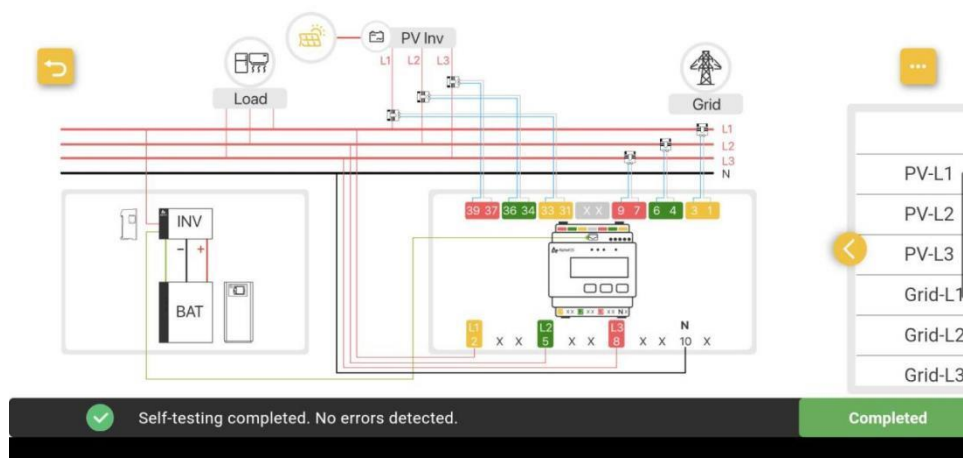 PV Inv
L1 L2 L3
Load
Grid
L1
L2
L3
N
39 37 36 34 33 31 X X 9 7 6 4 3 1
INV
- +
BAT
L1 L2 L3 N
2 X X 5 X X 8 X X 10 X
PV-L1
PV-L2
PV-L3
Grid-L1
Grid-L2
Grid-L3
Self-testing completed. No errors detected.
Completed